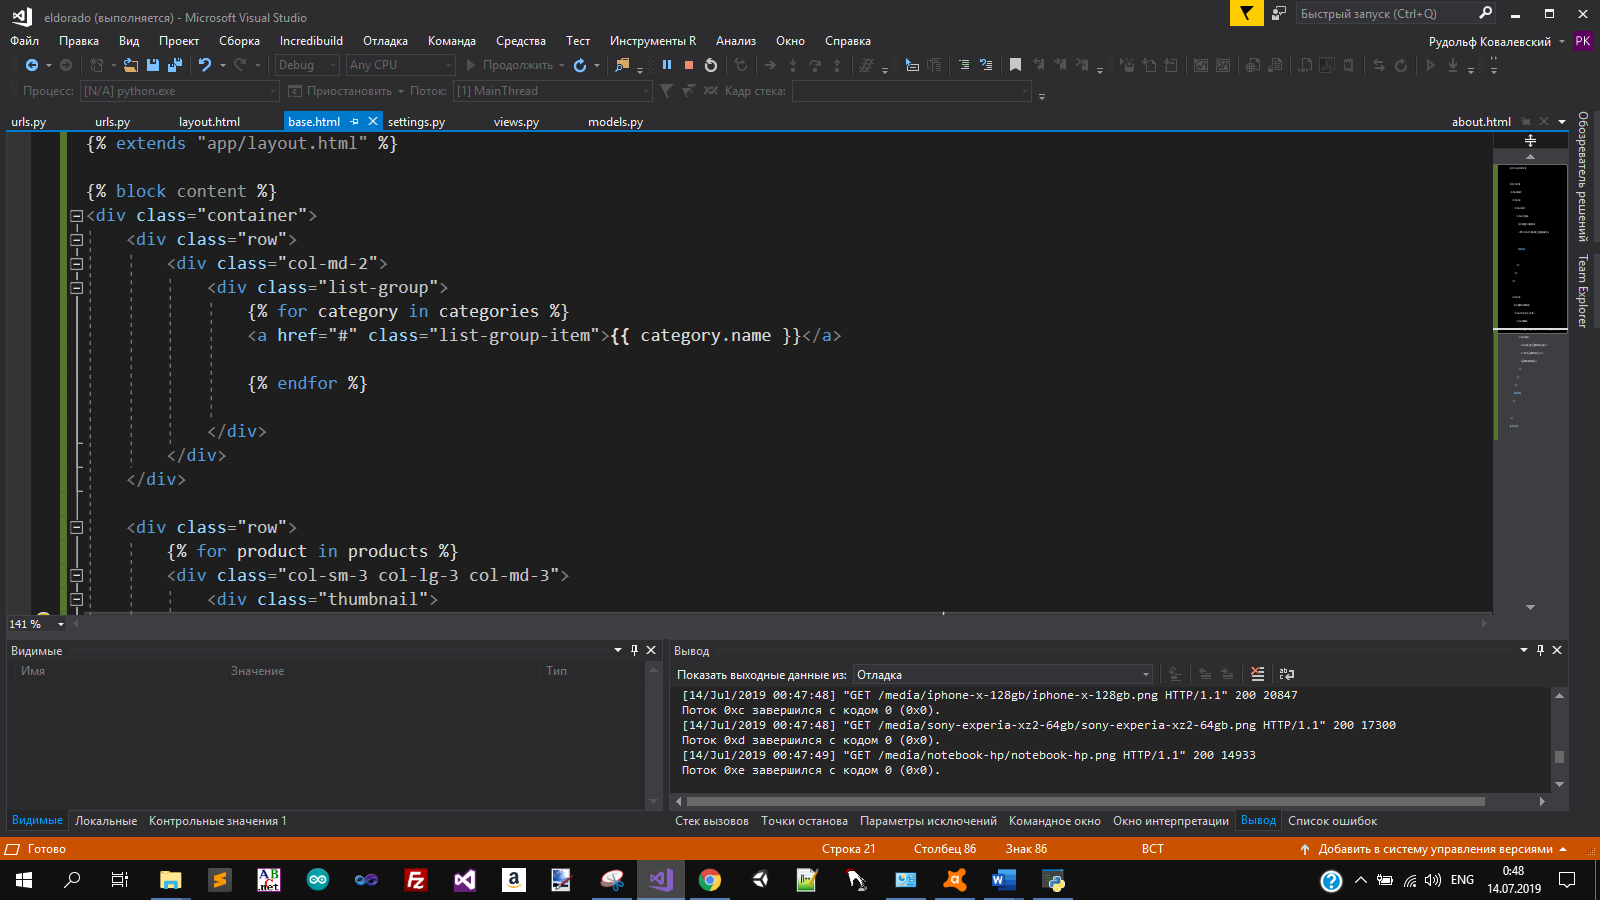 eldorado (выполняется) - Microsoft Visual Studio
Быстрый запуск (Ctrl+Q)
Файл Правка Вид Проект Сборка Incredibuild Отладка Команда Средства Тест Инструменты R Анализ Окно Справка
Рудольф Ковалевский РК
Debug Any CPU Продолжить
Процесс: [N/A] python.exe Приостановить Поток: [1] MainThread Кадр стека:
urls.py urls.py layout.html base.html settings.py views.py models.py about.html
{% extends "app/layout.html" %}
{% block content %}
<div class="container">
<div class="row">
<div class="col-md-2">
<div class="list-group">
{% for category in categories %}
<a href="#" class="list-group-item">{{ category.name }}</a>
{% endfor %}
</div>
</div>
</div>
<div class="row">
{% for product in products %}
<div class="col-sm-3 col-lg-3 col-md-3">
<div class="thumbnail">
141 %
Обозреватель решений
Team Explorer
Видимые
Имя Значение Тип
Видимые Локальные Контрольные значения 1
Вывод
Показать выходные данные из: Отладка
[14/Jul/2019 00:47:48] "GET /media/iphone-x-128gb/iphone-x-128gb.png HTTP/1.1" 200 20847
Поток 0xc завершился с кодом 0 (0x0).
[14/Jul/2019 00:47:48] "GET /media/sony-experia-xz2-64gb/sony-experia-xz2-64gb.png HTTP/1.1" 200 17300
Поток 0xd завершился с кодом 0 (0x0).
[14/Jul/2019 00:47:49] "GET /media/notebook-hp/notebook-hp.png HTTP/1.1" 200 14933
Поток 0xe завершился с кодом 0 (0x0).
Стек вызовов Точки останова Параметры исключений Командное окно Окно интерпретации Вывод Список ошибок
Готово Строка 21 Столбец 86 Знак 86 ВСТ Добавить в систему управления версиями
ENG
0:48
14.07.2019